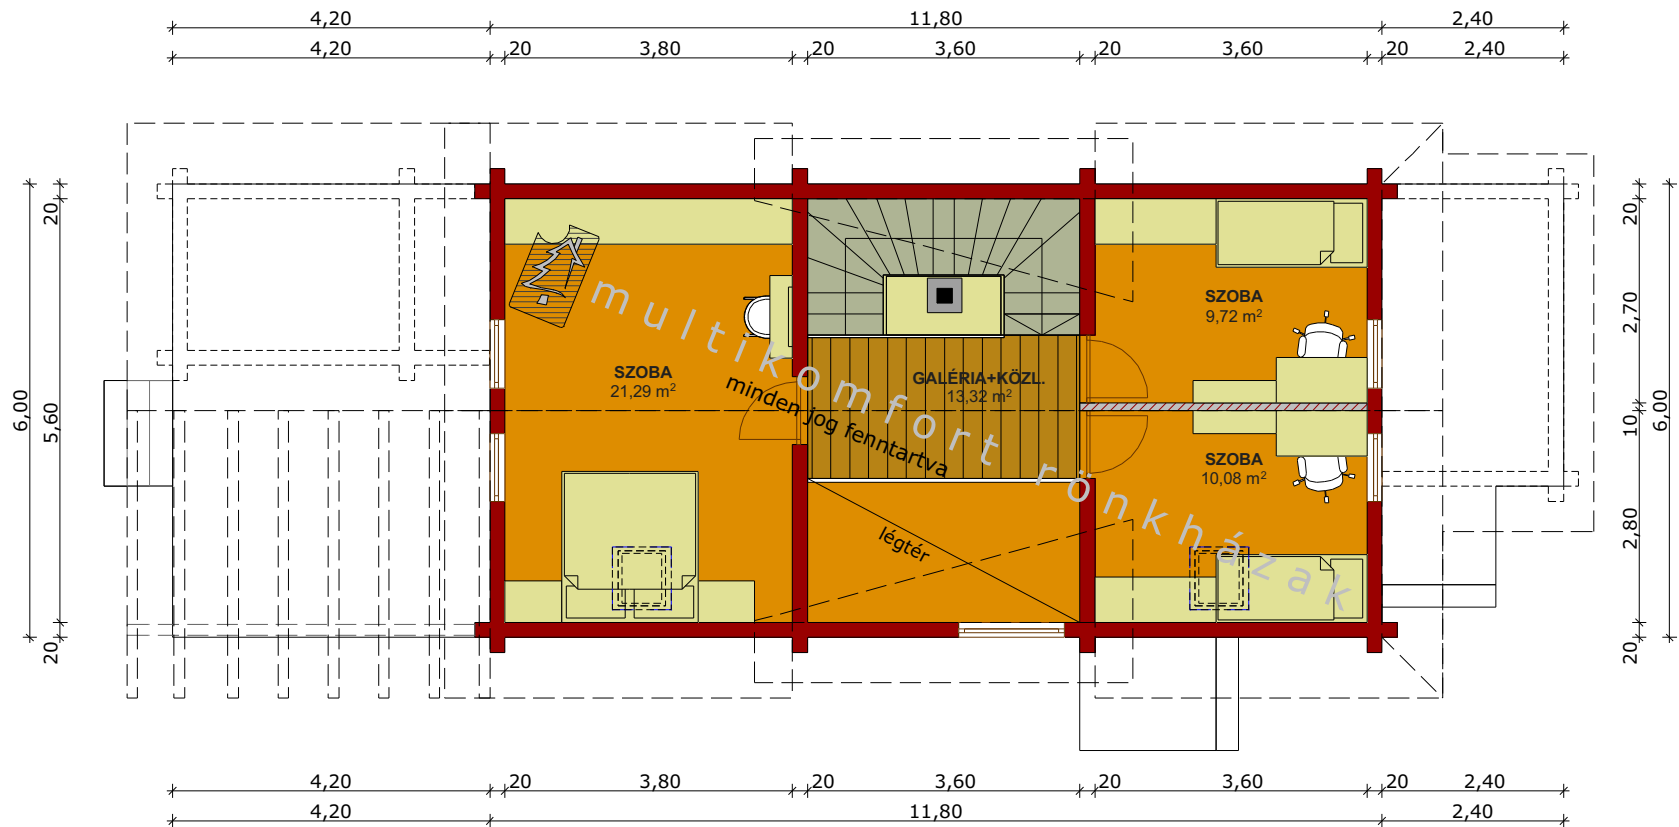 4,20 11,80 2,40
4,20 20 3,80 20 3,60 20 3,60 20 2,40
6,00
20
5,60
20
SZOBA
21,29 m²
GALÉRIA+KÖZL.
13,32 m²
SZOBA
9,72 m²
SZOBA
10,08 m²
légtér
multikomfort rönkházak
minden jog fenntartva
20
2,70
10
2,80
20
6,00
4,20 20 3,80 20 3,60 20 3,60 20 2,40
4,20 11,80 2,40